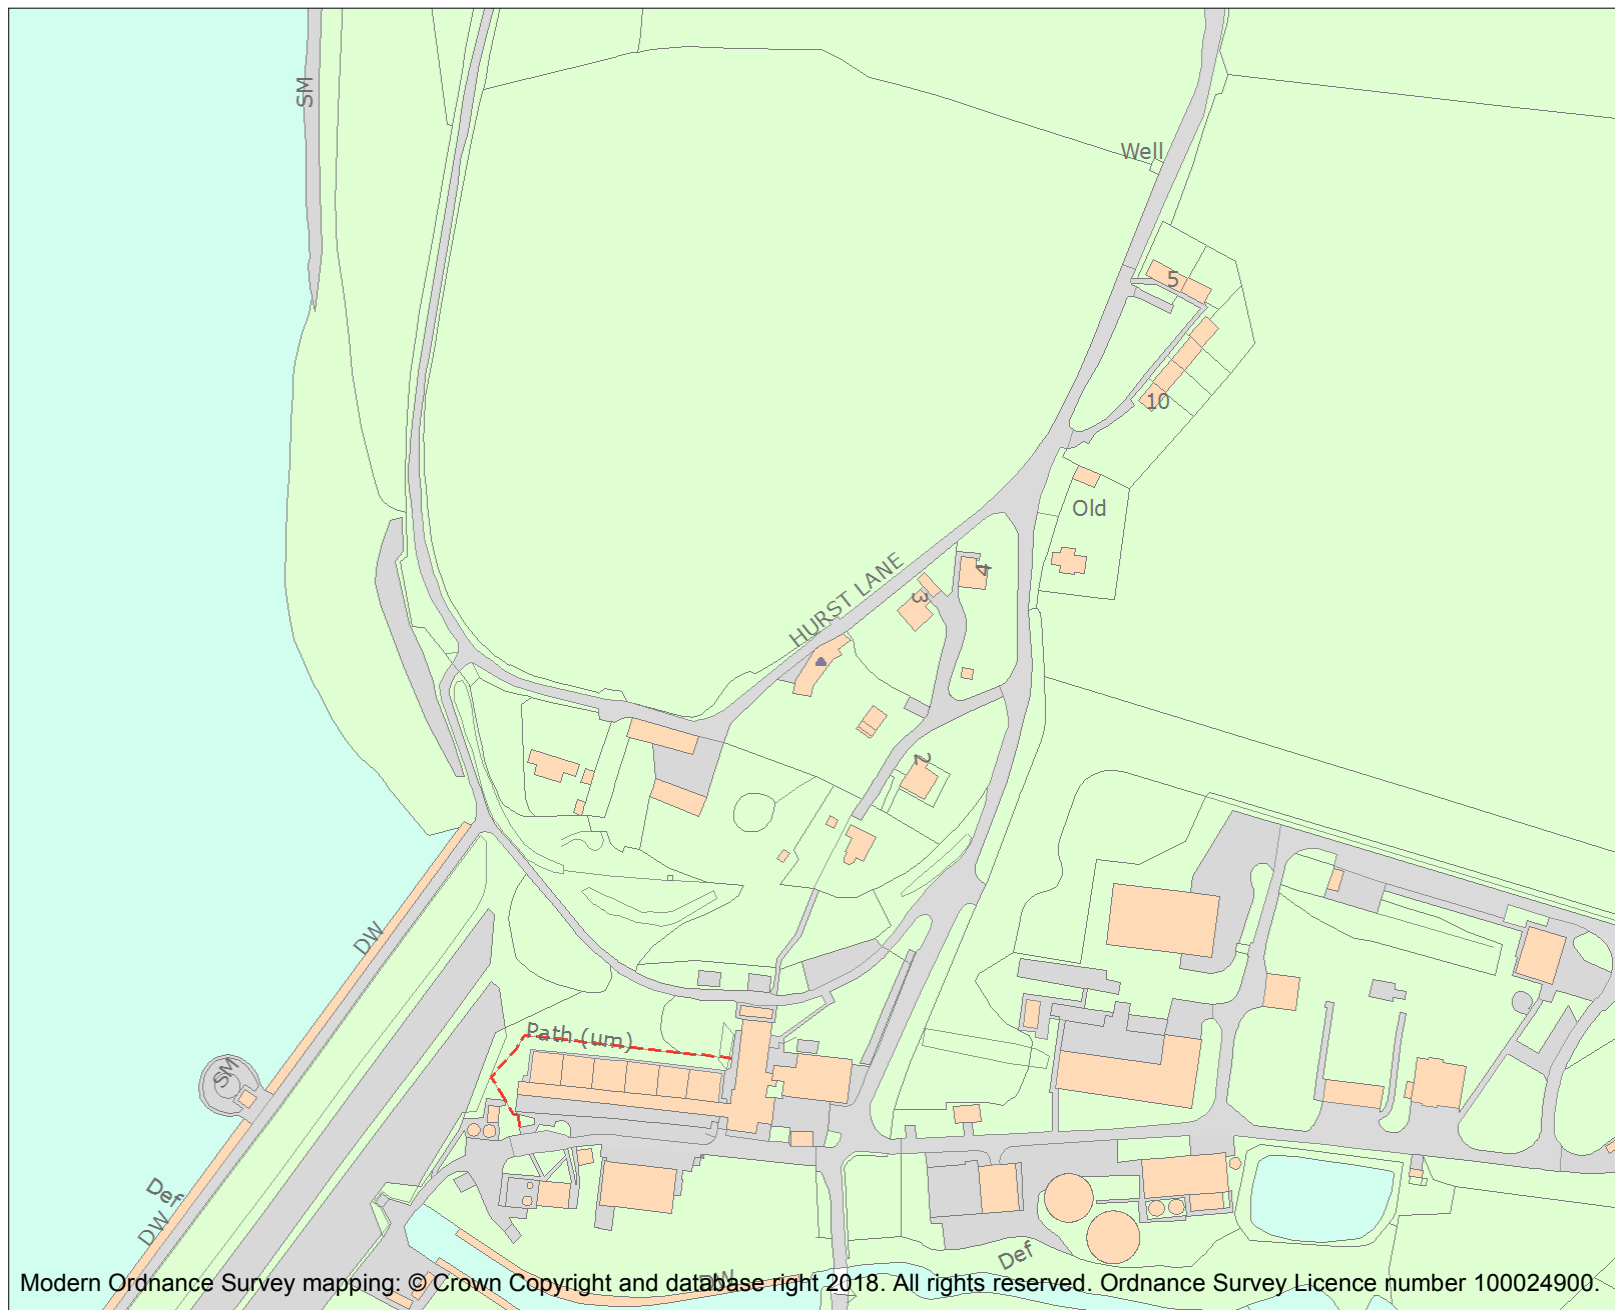 SM
Well
5
10
Old
HURST LANE
4
3
2
DW
Path (um)
SM
Def
DW
Def
DW
Modern Ordnance Survey mapping: © Crown Copyright and database right 2018. All rights reserved. Ordnance Survey Licence number 100024900.